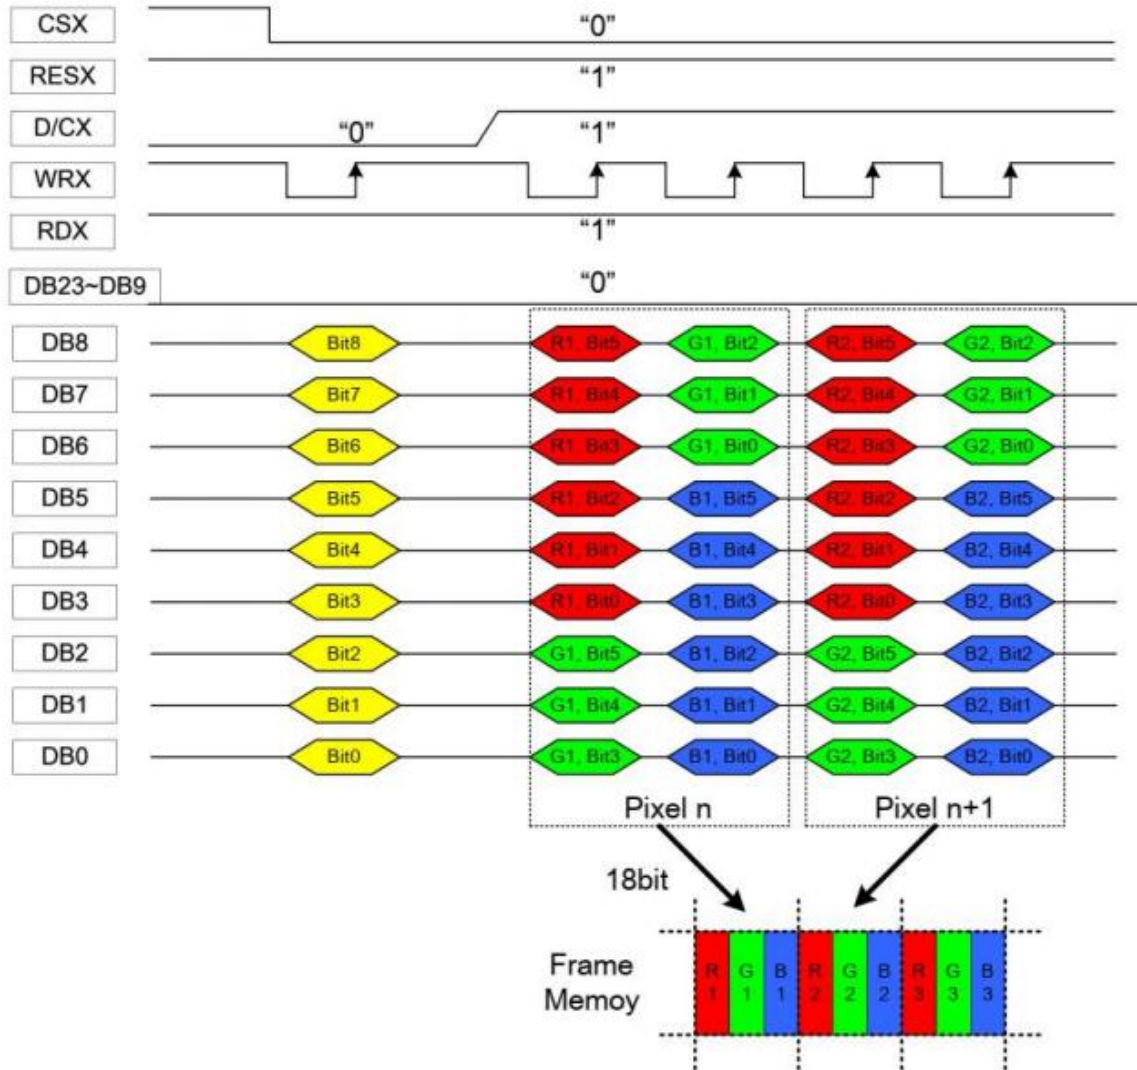 CSX “0”
RESX “1”
D/CX “0” “1”
WRX
RDX “1”
DB23~DB9 “0”
DB8 Bit8 R1, Bit5 G1, Bit2 R2, Bit5 G2, Bit2
DB7 Bit7 R1, Bit4 G1, Bit1 R2, Bit4 G2, Bit1
DB6 Bit6 R1, Bit3 G1, Bit0 R2, Bit3 G2, Bit0
DB5 Bit5 R1, Bit2 B1, Bit5 R2, Bit2 B2, Bit5
DB4 Bit4 R1, Bit1 B1, Bit4 R2, Bit1 B2, Bit4
DB3 Bit3 R1, Bit0 B1, Bit3 R2, Bit0 B2, Bit3
DB2 Bit2 G1, Bit5 B1, Bit2 G2, Bit5 B2, Bit2
DB1 Bit1 G1, Bit4 B1, Bit1 G2, Bit4 B2, Bit1
DB0 Bit0 G1, Bit3 B1, Bit0 G2, Bit3 B2, Bit0
Pixel n Pixel n+1
18bit
Frame
Memoy
R G B R G B R G B
1 1 1 2 2 2 3 3 3